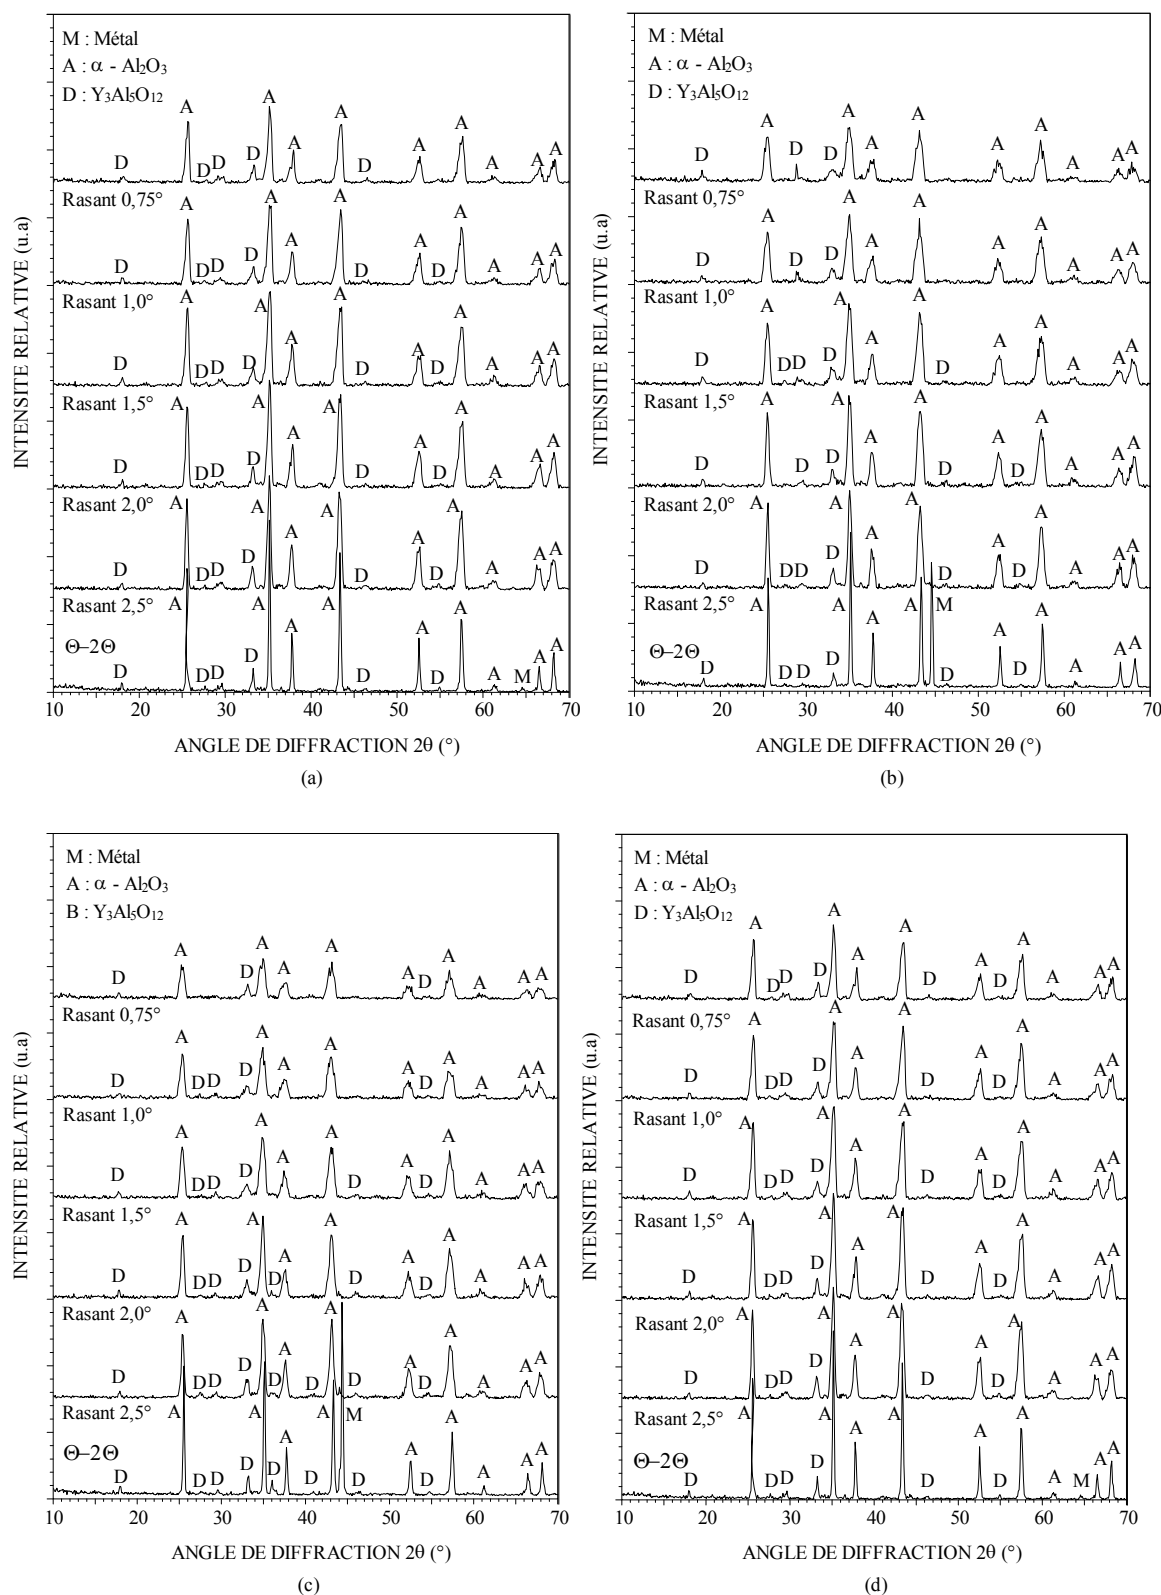 M : Métal
A : α - Al₂O₃
D : Y₃Al₅O₁₂
D A D D D A A A D A A A A A
Rasant 0,75°
D A D D D A A A D A D A A A A
Rasant 1,0°
D A D D D A A A D A D A A A A
Rasant 1,5°
D A D D D A A A D A D A A A A
Rasant 2,0°
D A D D D A A A D A D A A A A
Rasant 2,5°
Θ–2Θ
D A D D D A A A D A D A A M A A
10 20 30 40 50 60 70
INTENSITE RELATIVE (u.a)
ANGLE DE DIFFRACTION 2θ (°)
(a)
M : Métal
A : α - Al₂O₃
D : Y₃Al₅O₁₂
D A D D A A A A A A A A
Rasant 0,75°
D A D D A A A A A A A A
Rasant 1,0°
D A D D D A A A D A A A A A
Rasant 1,5°
D A D D A A A D A D A A A A
Rasant 2,0°
D A D D D A A A D A D A A A A
Rasant 2,5°
Θ–2Θ
D A D D D A A A M D A D A A A A
10 20 30 40 50 60 70
INTENSITE RELATIVE (u.a)
ANGLE DE DIFFRACTION 2θ (°)
(b)
M : Métal
A : α - Al₂O₃
B : Y₃Al₅O₁₂
D A D A A A A D A A A A
Rasant 0,75°
D A D D D A A A A D A A A A
Rasant 1,0°
D A D D D A A A D A D A A A A
Rasant 1,5°
D A D D D A D A A D A D A A A A
Rasant 2,0°
D A D D D A D A D A D A D A A A A
Rasant 2,5°
Θ–2Θ
D A D D D A D A D A M D A D A A A A
10 20 30 40 50 60 70
INTENSITE RELATIVE (u.a)
ANGLE DE DIFFRACTION 2θ (°)
(c)
M : Métal
A : α - Al₂O₃
D : Y₃Al₅O₁₂
D A D D D A A A D A D A A A A
Rasant 0,75°
D A D D D A A A D A D A A A A
Rasant 1,0°
D A D D D A A A D A D A A A A
Rasant 1,5°
D A D D D A A A D A D A A A A
Rasant 2,0°
D A D D D A A A D A D A A A A
Rasant 2,5°
Θ–2Θ
D A D D D A A A D A D A A M A A
10 20 30 40 50 60 70
INTENSITE RELATIVE (u.a)
ANGLE DE DIFFRACTION 2θ (°)
(d)